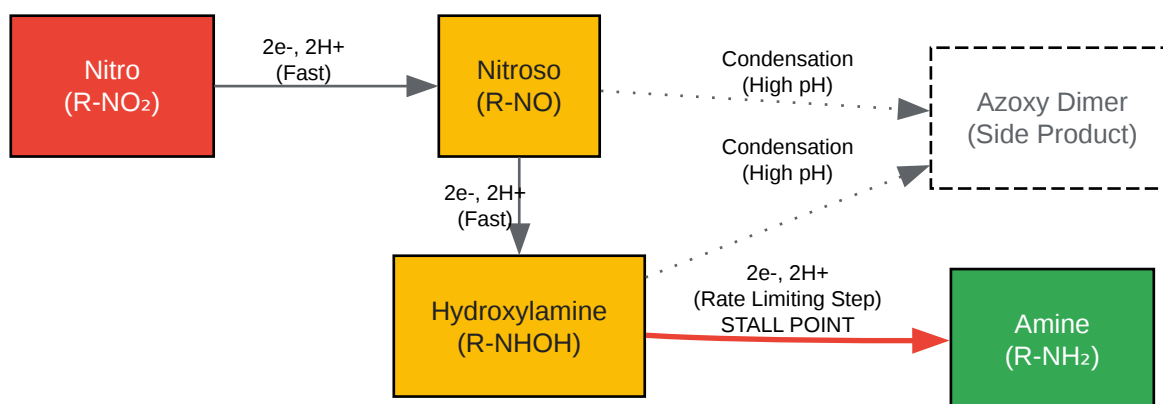 Nitro
(R-NO₂)
2e-, 2H+
(Fast)
Nitroso
(R-NO)
Condensation
(High pH)
Azoxy Dimer
(Side Product)
Condensation
(High pH)
2e-, 2H+
(Fast)
Hydroxylamine
(R-NHOH)
2e-, 2H+
(Rate Limiting Step)
STALL POINT
Amine
(R-NH₂)